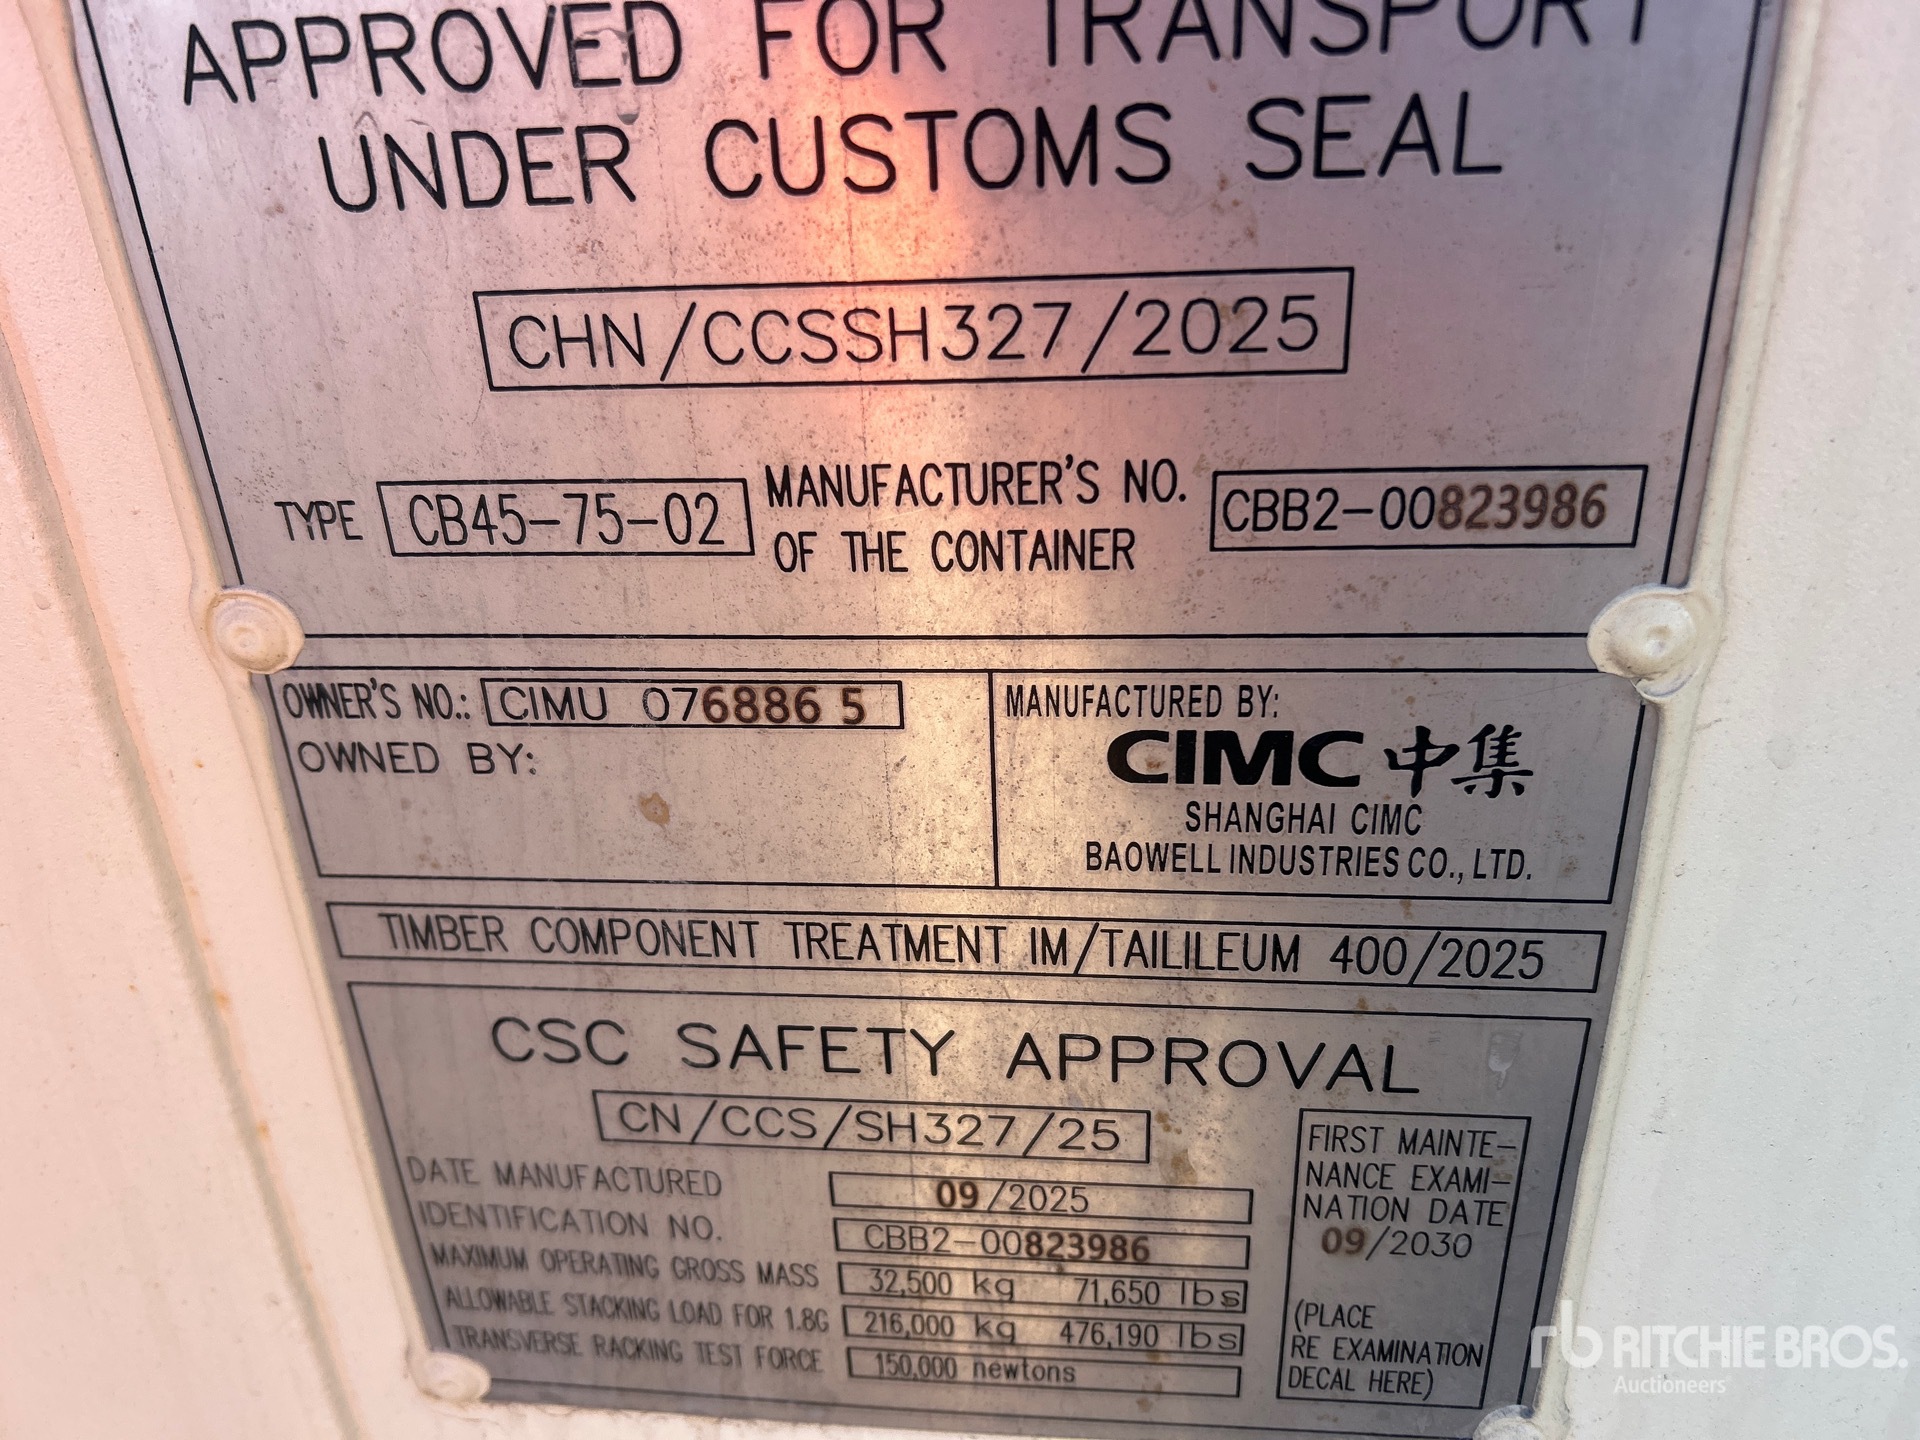 APPROVED FOR TRANSPORT
UNDER CUSTOMS SEAL
CHN/CCSSH327/2025
TYPE CB45-75-02 MANUFACTURER'S NO. OF THE CONTAINER CBB2-00823986
OWNER'S NO.: CIMU 076886 5
OWNED BY:
MANUFACTURED BY:
CIMC 中集
SHANGHAI CIMC
BAOWELL INDUSTRIES CO., LTD.
TIMBER COMPONENT TREATMENT IM/TAILILEUM 400/2025
CSC SAFETY APPROVAL
CN/CCS/SH327/25
DATE MANUFACTURED 09/2025
IDENTIFICATION NO. CBB2-00823986
MAXIMUM OPERATING GROSS MASS 32,500 kg 71,650 lbs
ALLOWABLE STACKING LOAD FOR 1.8G 216,000 kg 476,190 lbs
TRANSVERSE RACKING TEST FORCE 150,000 newtons
FIRST MAINTE-
NANCE EXAMI-
NATION DATE
09/2030
(PLACE
RE EXAMINATION
DECAL HERE)
rb RITCHIE BROS.
Auctioneers